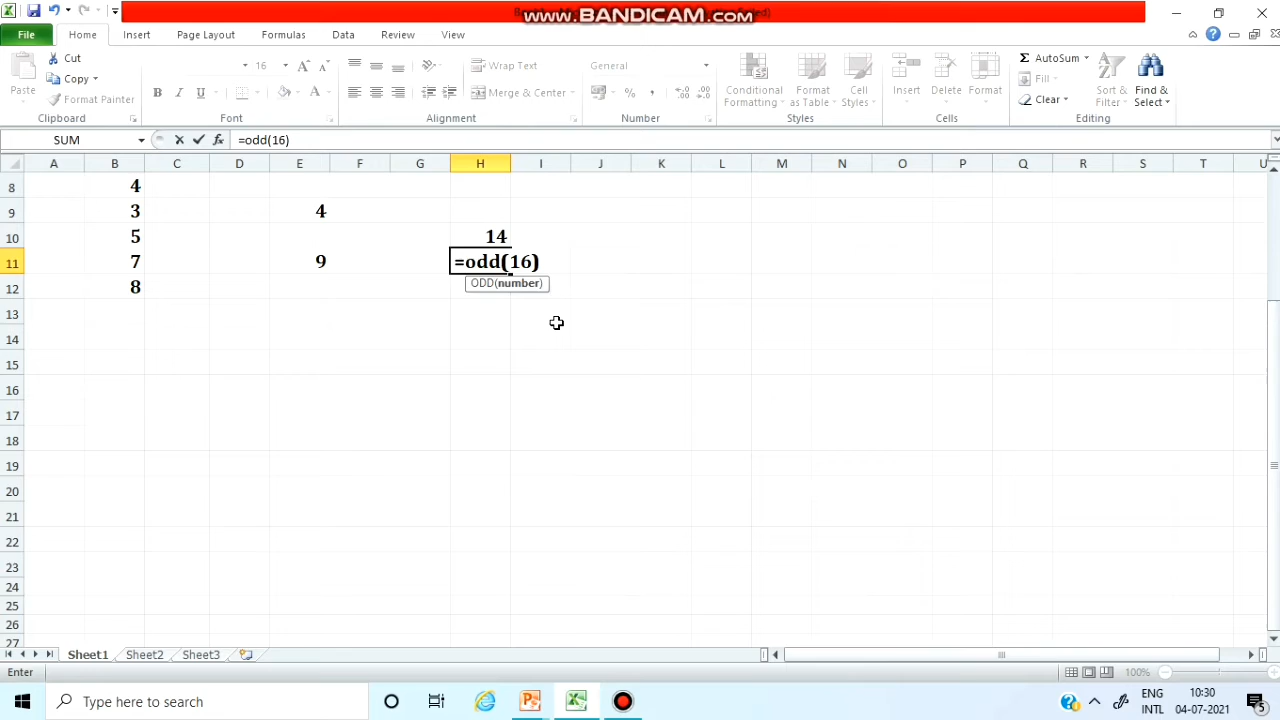 www.BANDICAM.com
File Home Insert Page Layout Formulas Data Review View
Paste Cut Copy Format Painter
16
Wrap Text Merge & Center
General % ,
Conditional Formatting Format as Table Cell Styles
Insert Delete Format
AutoSum Fill Clear Sort & Filter Find & Select
Clipboard Font Alignment Number Styles Cells Editing
SUM fx =odd(16)
A B C D E F G H I J K L M N O P Q R S T U
8 4
9 3 4
10 5 14
11 7 9 =odd(16)
ODD(number)
12 8
13
14
15
16
17
18
19
20
21
22
23
24
25
26
27
Sheet1 Sheet2 Sheet3
Enter 100%
Type here to search ENG 10:30
INTL 04-07-2021 5